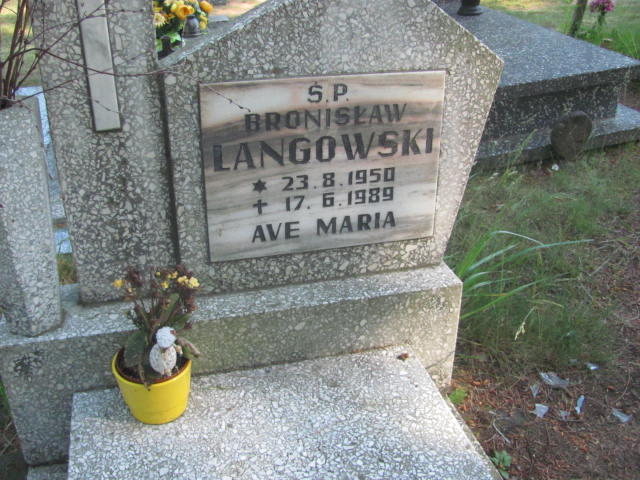 Ś.P.
BRONISŁAW
LANGOWSKI
✶ 23.8.1950
✝ 17.6.1989
AVE MARIA